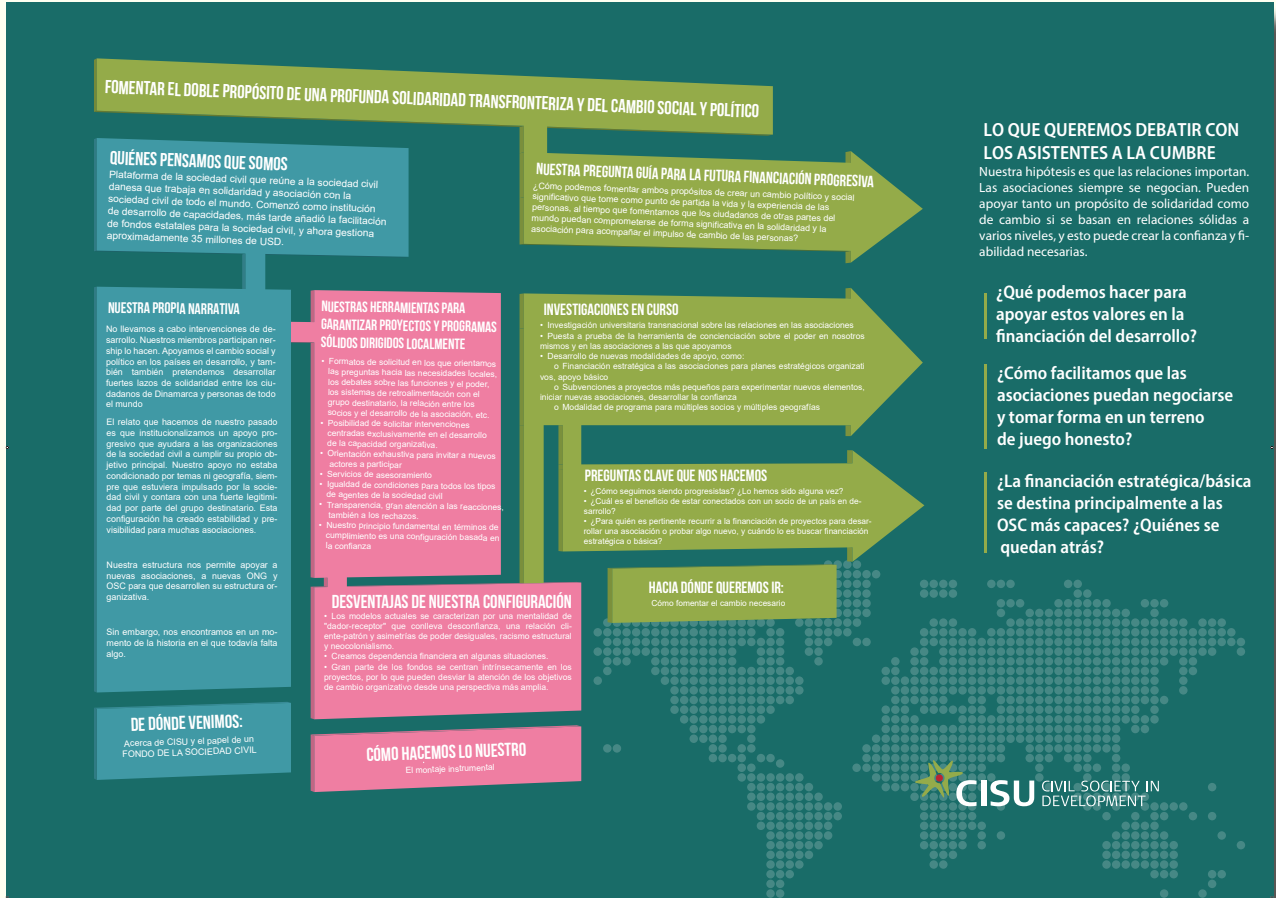 FOMENTAR EL DOBLE PROPÓSITO DE UNA PROFUNDA SOLIDARIDAD TRANSFRONTERIZA Y DEL CAMBIO SOCIAL Y POLÍTICO
QUIÉNES PENSAMOS QUE SOMOS
Plataforma de la sociedad civil que reúne a la sociedad civil
danesa que trabaja en solidaridad y asociación con la
sociedad civil de todo el mundo. Comenzó como institución
de desarrollo de capacidades, más tarde añadió la facilitación
de fondos estatales para la sociedad civil, y ahora gestiona
aproximadamente 35 millones de USD.
NUESTRA PREGUNTA GUÍA PARA LA FUTURA FINANCIACIÓN PROGRESIVA
¿Cómo podemos fomentar ambos propósitos de crear un cambio político y social
significativo que tome como punto de partida la vida y la experiencia de las
personas, al tiempo que fomentamos que los ciudadanos de otras partes del
mundo puedan comprometerse de forma significativa en la solidaridad y la
asociación para acompañar el impulso de cambio de las personas?
NUESTRA PROPIA NARRATIVA
No llevamos a cabo intervenciones de de-
sarrollo. Nuestros miembros participan ner-
ship lo hacen. Apoyamos el cambio social y
político en los países en desarrollo, y tam-
bién también pretendemos desarrollar
fuertes lazos de solidaridad entre los ciu-
dadanos de Dinamarca y personas de todo
el mundo
El relato que hacemos de nuestro pasado
es que institucionalizamos un apoyo pro-
gresivo que ayudara a las organizaciones
de la sociedad civil a cumplir su propio ob-
jetivo principal. Nuestro apoyo no estaba
condicionado por temas ni geografía, siem-
pre que estuviera impulsado por la socie-
dad civil y contara con una fuerte legitimi-
dad por parte del grupo destinatario. Esta
configuración ha creado estabilidad y pre-
visibilidad para muchas asociaciones.
Nuestra estructura nos permite apoyar a
nuevas asociaciones, a nuevas ONG y
OSC para que desarrollen su estructura or-
ganizativa.
Sin embargo, nos encontramos en un mo-
mento de la historia en el que todavía falta
algo.
DE DÓNDE VENIMOS:
Acerca de CISU y el papel de un
FONDO DE LA SOCIEDAD CIVIL
NUESTRAS HERRAMIENTAS PARA
GARANTIZAR PROYECTOS Y PROGRAMAS
SÓLIDOS DIRIGIDOS LOCALMENTE
• Formatos de solicitud en los que orientamos
las preguntas hacia las necesidades locales,
los debates sobre las funciones y el poder,
los sistemas de retroalimentación con el
grupo destinatario, la relación entre los
socios y el desarrollo de la asociación, etc.
• Posibilidad de solicitar intervenciones
centradas exclusivamente en el desarrollo
de la capacidad organizativa.
• Orientación exhaustiva para invitar a nuevos
actores a participar
• Servicios de asesoramiento
• Igualdad de condiciones para todos los tipos
de agentes de la sociedad civil
• Transparencia, gran atención a las reacciones,
también a los rechazos.
• Nuestro principio fundamental en términos de
cumplimiento es una configuración basada en
la confianza
DESVENTAJAS DE NUESTRA CONFIGURACIÓN
• Los modelos actuales se caracterizan por una mentalidad de
"dador-receptor" que conlleva desconfianza, una relación cli-
ente-patrón y asimetrías de poder desiguales, racismo estructural
y neocolonialismo.
• Creamos dependencia financiera en algunas situaciones.
• Gran parte de los fondos se centran intrínsecamente en los
proyectos, por lo que pueden desviar la atención de los objetivos
de cambio organizativo desde una perspectiva más amplia.
CÓMO HACEMOS LO NUESTRO
El montaje instrumental
INVESTIGACIONES EN CURSO
• Investigación universitaria transnacional sobre las relaciones en las asociaciones
• Puesta a prueba de la herramienta de concienciación sobre el poder en nosotros
mismos y en las asociaciones a las que apoyamos
• Desarrollo de nuevas modalidades de apoyo, como:
o Financiación estratégica a las asociaciones para planes estratégicos organizati
vos, apoyo básico
o Subvenciones a proyectos más pequeños para experimentar nuevos elementos,
iniciar nuevas asociaciones, desarrollar la confianza
o Modalidad de programa para múltiples socios y múltiples geografías
PREGUNTAS CLAVE QUE NOS HACEMOS
• ¿Cómo seguimos siendo progresistas? ¿Lo hemos sido alguna vez?
• ¿Cuál es el beneficio de estar conectados con un socio de un país en de-
sarrollo?
• ¿Para quién es pertinente recurrir a la financiación de proyectos para desar-
rollar una asociación o probar algo nuevo, y cuándo lo es buscar financiación
estratégica o básica?
HACIA DÓNDE QUEREMOS IR:
Cómo fomentar el cambio necesario
LO QUE QUEREMOS DEBATIR CON
LOS ASISTENTES A LA CUMBRE
Nuestra hipótesis es que las relaciones importan.
Las asociaciones siempre se negocian. Pueden
apoyar tanto un propósito de solidaridad como
de cambio si se basan en relaciones sólidas a
varios niveles, y esto puede crear la confianza y fi-
abilidad necesarias.
¿Qué podemos hacer para
apoyar estos valores en la
financiación del desarrollo?
¿Cómo facilitamos que las
asociaciones puedan negociarse
y tomar forma en un terreno
de juego honesto?
¿La financiación estratégica/básica
se destina principalmente a las
OSC más capaces? ¿Quiénes se
quedan atrás?
CISU CIVIL SOCIETY IN
DEVELOPMENT